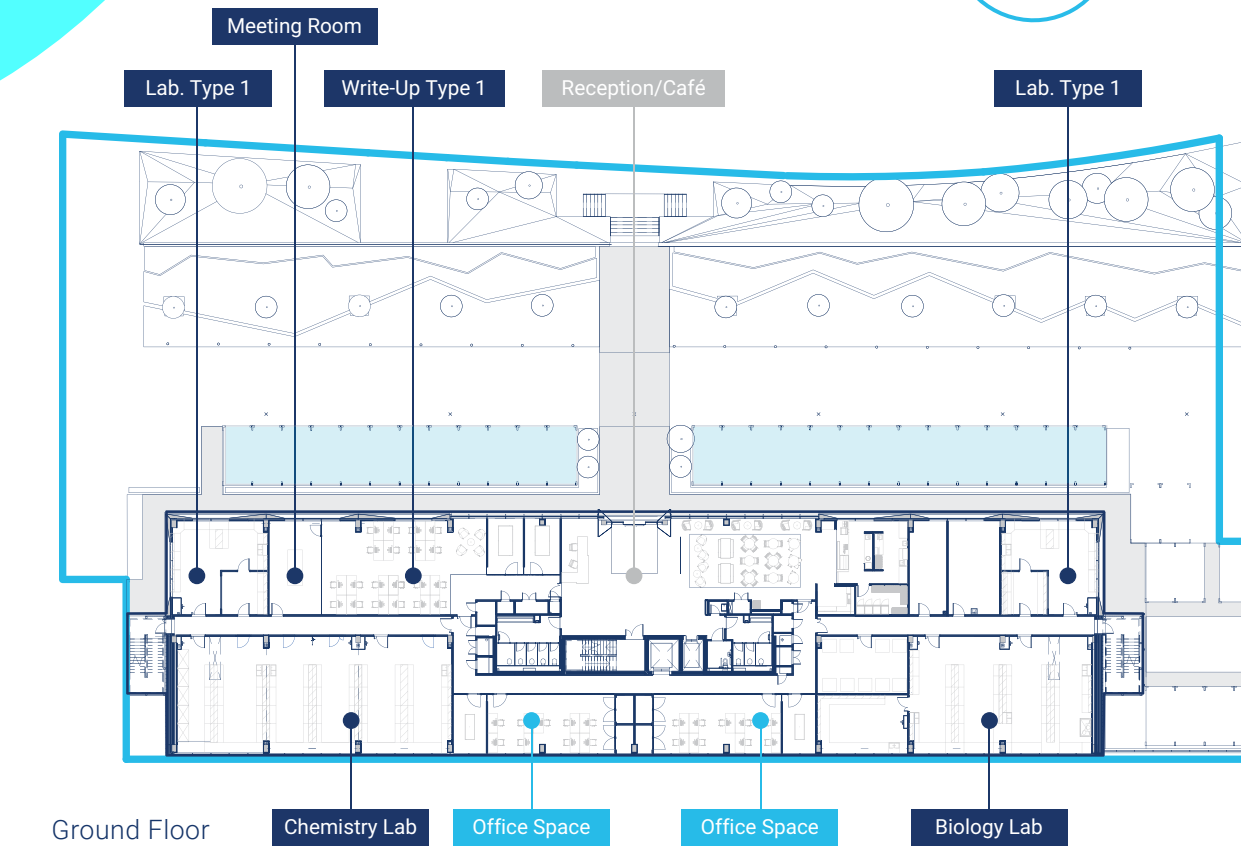 Meeting Room
Lab. Type 1
Write-Up Type 1
Reception/Café
Lab. Type 1
Ground Floor
Chemistry Lab
Office Space
Office Space
Biology Lab